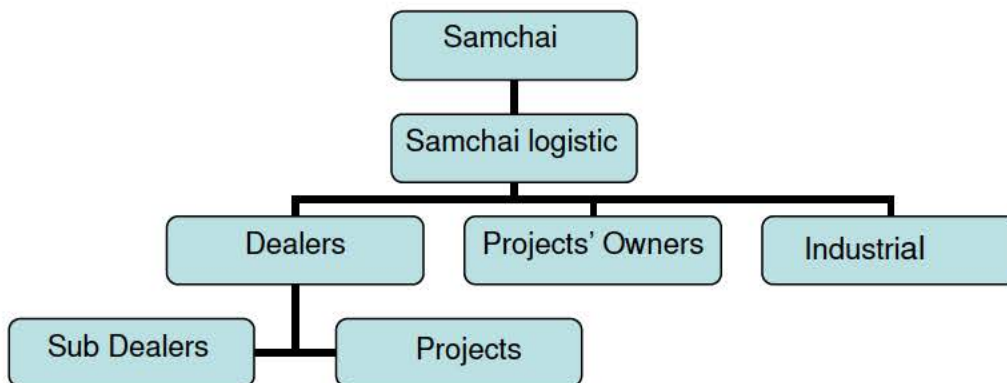 Samchai
Samchai logistic
Dealers
Projects’ Owners
Industrial
Sub Dealers
Projects